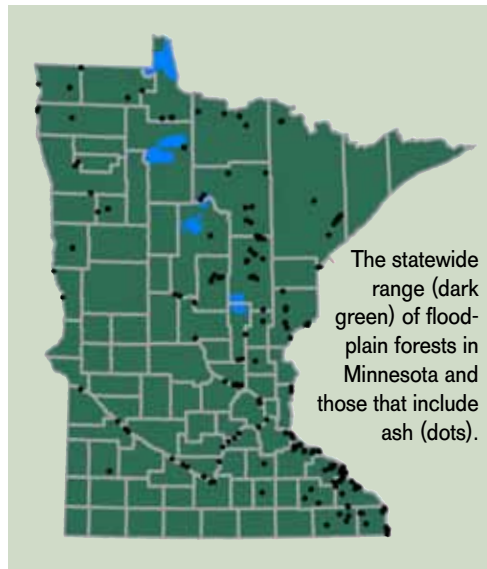 The statewide
range (dark
green) of flood-
plain forests in
Minnesota and
those that include
ash (dots).